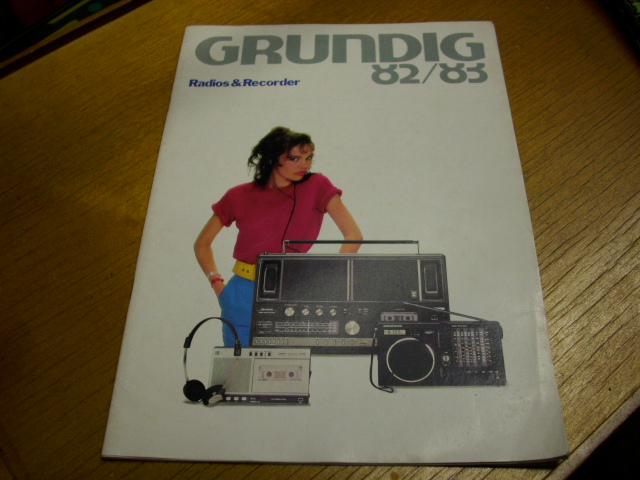 GRUNDIG
82/83
Radios & Recorder